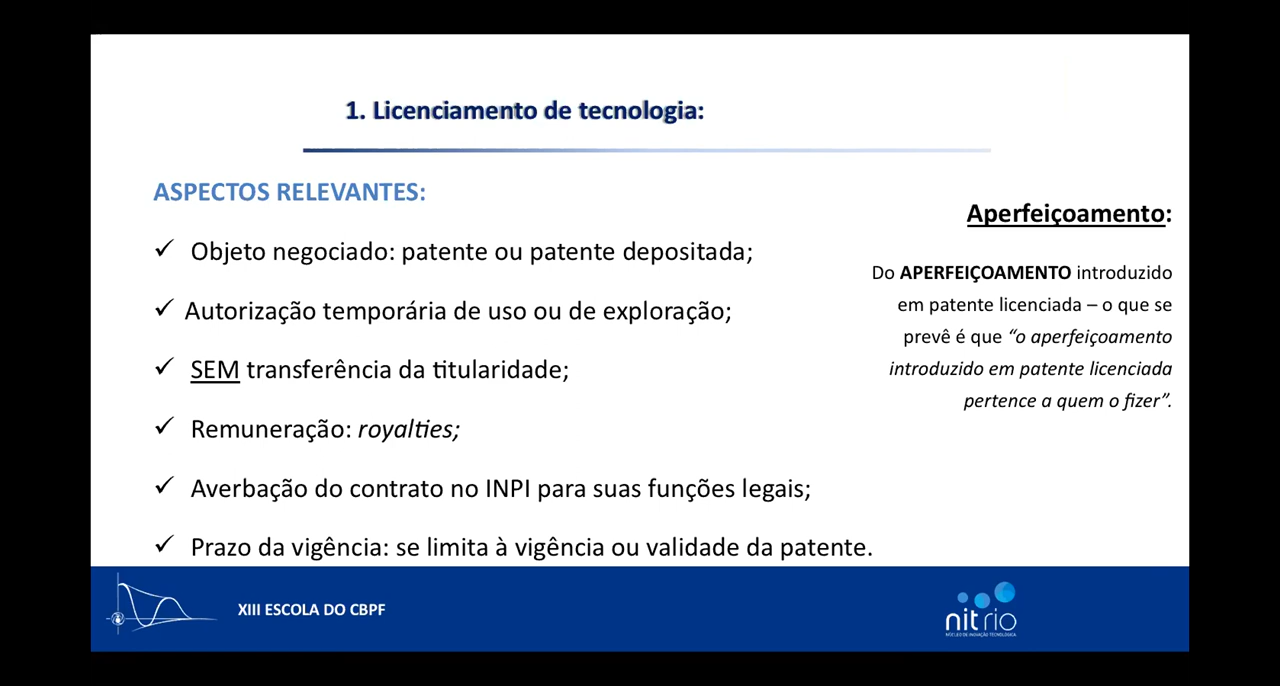 1. Licenciamento de tecnologia:
ASPECTOS RELEVANTES:
✓ Objeto negociado: patente ou patente depositada;
✓ Autorização temporária de uso ou de exploração;
✓ SEM transferência da titularidade;
✓ Remuneração: royalties;
✓ Averbação do contrato no INPI para suas funções legais;
✓ Prazo da vigência: se limita à vigência ou validade da patente.
Aperfeiçoamento:
Do APERFEIÇOAMENTO introduzido
em patente licenciada – o que se
prevê é que “o aperfeiçoamento
introduzido em patente licenciada
pertence a quem o fizer”.
XIII ESCOLA DO CBPF
nitrio
NÚCLEO DE INOVAÇÃO TECNOLÓGICA